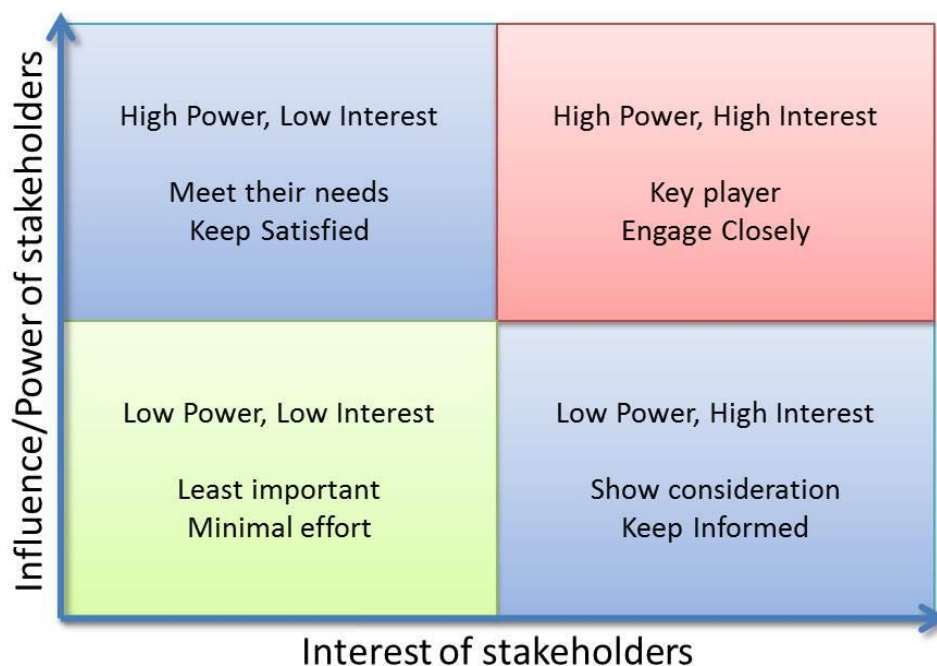 Influence/Power of stakeholders
High Power, Low Interest
Meet their needs
Keep Satisfied
High Power, High Interest
Key player
Engage Closely
Low Power, Low Interest
Least important
Minimal effort
Low Power, High Interest
Show consideration
Keep Informed
Interest of stakeholders